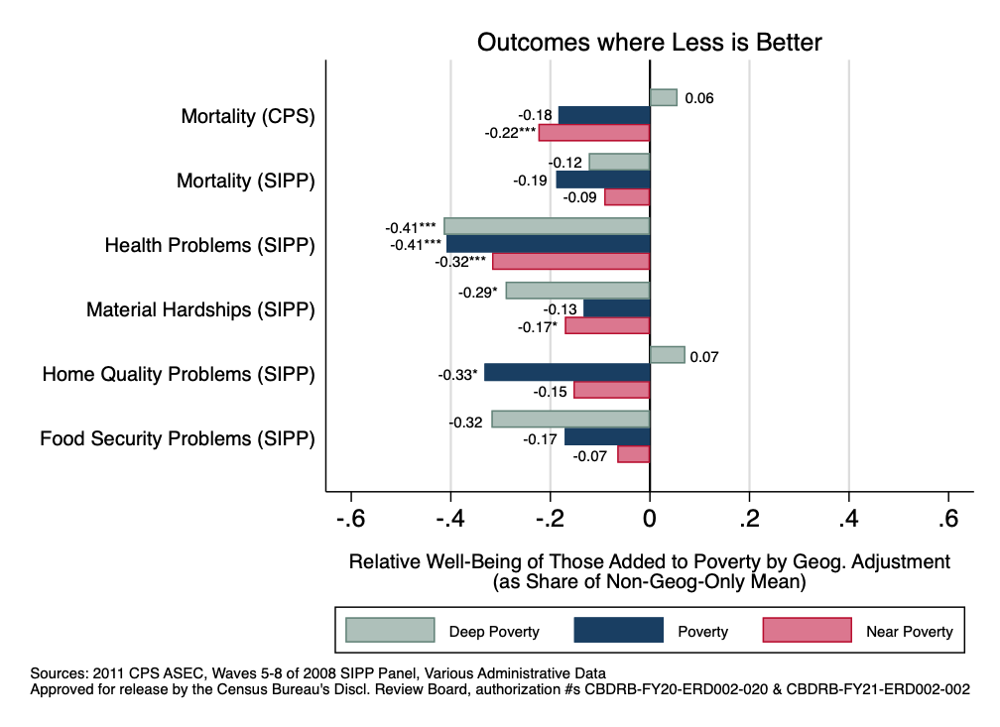 Outcomes where Less is Better
Mortality (CPS)
0.06
-0.18
-0.22***
Mortality (SIPP)
-0.12
-0.19
-0.09
Health Problems (SIPP)
-0.41***
-0.41***
-0.32***
Material Hardships (SIPP)
-0.29*
-0.13
-0.17*
Home Quality Problems (SIPP)
0.07
-0.33*
-0.15
Food Security Problems (SIPP)
-0.32
-0.17
-0.07
-.6 -.4 -.2 0 .2 .4 .6
Relative Well-Being of Those Added to Poverty by Geog. Adjustment
(as Share of Non-Geog-Only Mean)
Deep Poverty Poverty Near Poverty
Sources: 2011 CPS ASEC, Waves 5-8 of 2008 SIPP Panel, Various Administrative Data
Approved for release by the Census Bureau's Discl. Review Board, authorization #s CBDRB-FY20-ERD002-020 & CBDRB-FY21-ERD002-002